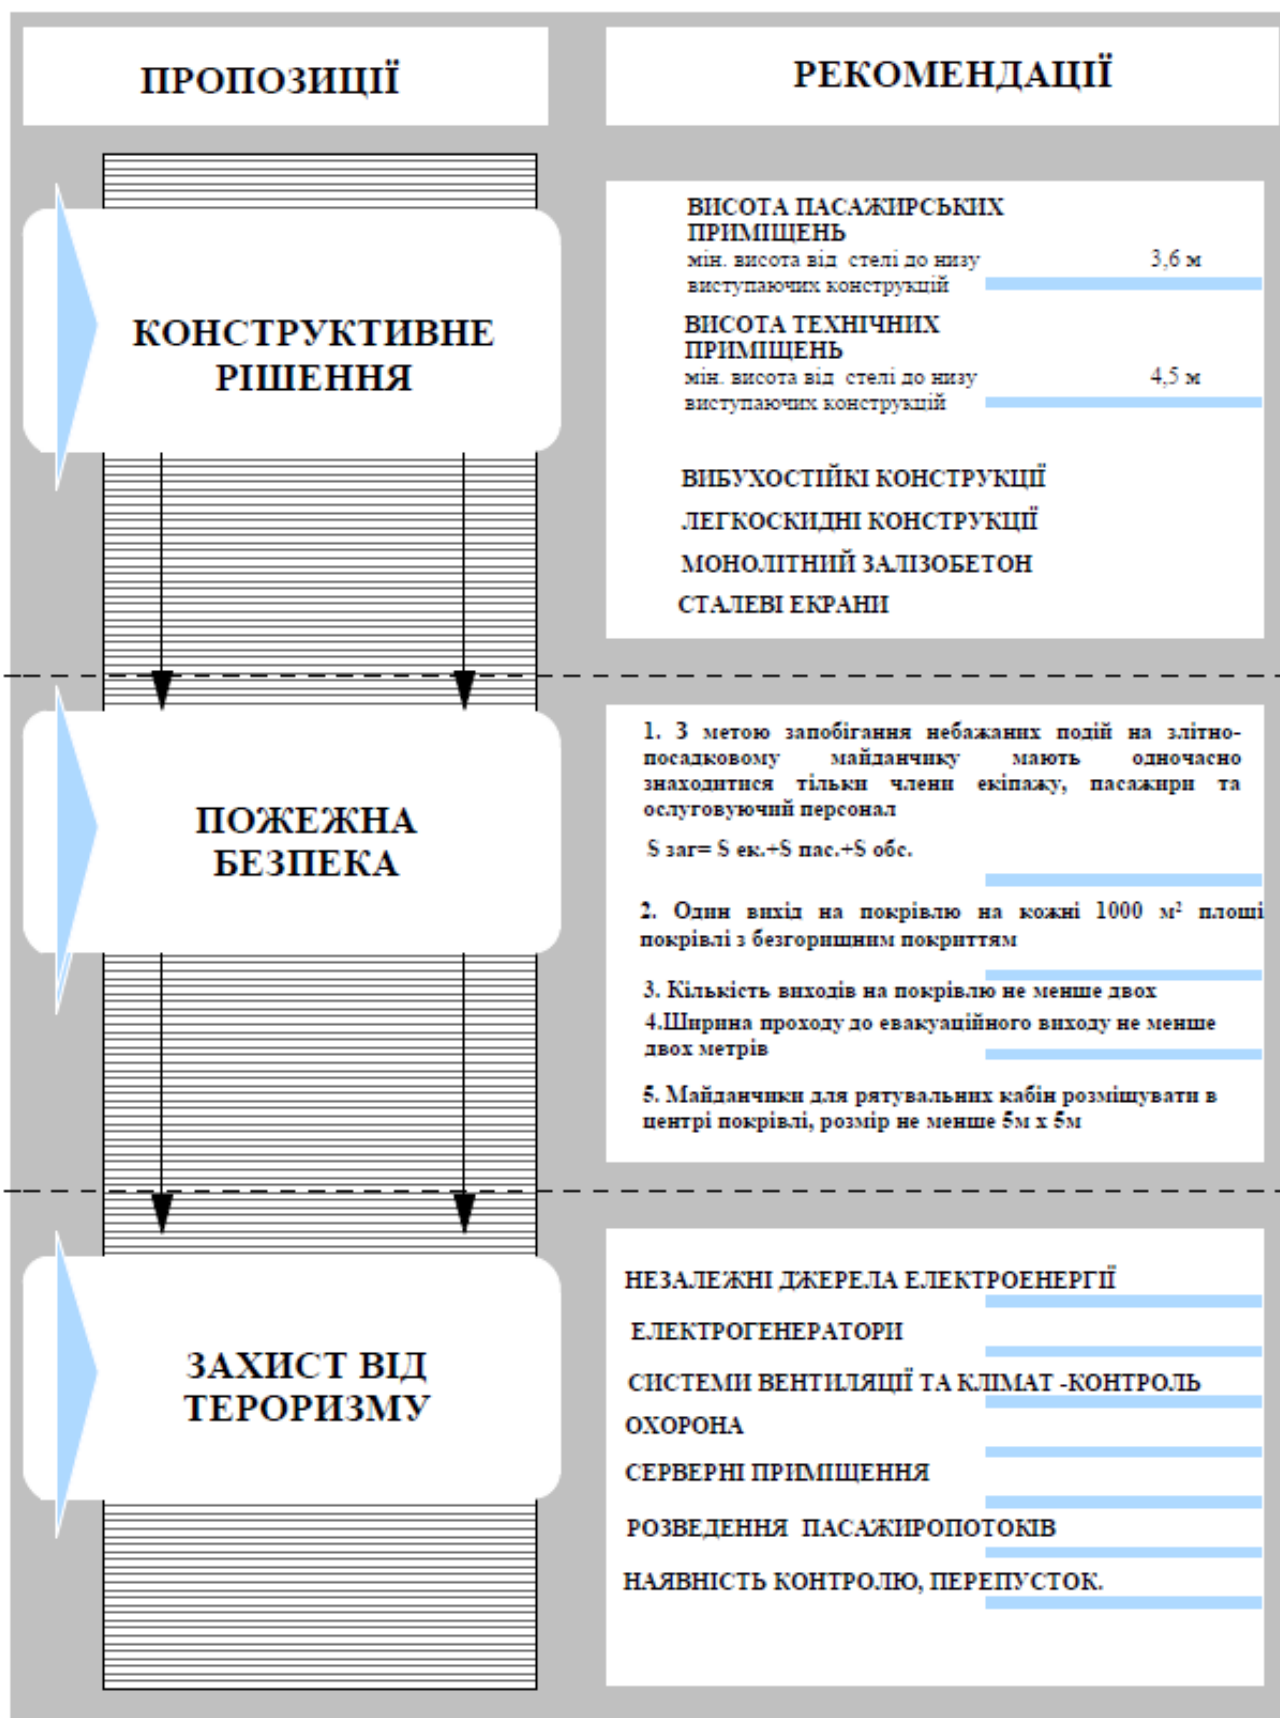 ПРОПОЗИЦІЇ
РЕКОМЕНДАЦІЇ
КОНСТРУКТИВНЕ
РІШЕННЯ
ВИСОТА ПАСАЖИРСЬКИХ
ПРИМІЩЕНЬ
мін. висота від стелі до низу 3,6 м
виступаючих конструкцій
ВИСОТА ТЕХНІЧНИХ
ПРИМІЩЕНЬ
мін. висота від стелі до низу 4,5 м
виступаючих конструкцій
ВИБУХОСТІЙКІ КОНСТРУКЦІЇ
ЛЕГКОСКИДНІ КОНСТРУКЦІЇ
МОНОЛІТНИЙ ЗАЛІЗОБЕТОН
СТАЛЕВІ ЕКРАНИ
ПОЖЕЖНА
БЕЗПЕКА
1. З метою запобігання небажаних подій на злітно-
посадковому майданчику мають одночасно
знаходитися тільки члени екіпажу, пасажири та
ослуговуючий персонал
S заг= S ек.+S пас.+S обс.
2. Один вихід на покрівлю на кожні 1000 м² площі
покрівлі з безгоришним покриттям
3. Кількість виходів на покрівлю не менше двох
4.Ширина проходу до евакуаційного виходу не менше
двох метрів
5. Майданчики для рятувальних кабін розміщувати в
центрі покрівлі, розмір не менше 5м х 5м
ЗАХИСТ ВІД
ТЕРОРИЗМУ
НЕЗАЛЕЖНІ ДЖЕРЕЛА ЕЛЕКТРОЕНЕРГІЇ
ЕЛЕКТРОГЕНЕРАТОРИ
СИСТЕМИ ВЕНТИЛЯЦІЇ ТА КЛІМАТ -КОНТРОЛЬ
ОХОРОНА
СЕРВЕРНІ ПРИМІЩЕННЯ
РОЗВЕДЕННЯ ПАСАЖИРОПОТОКІВ
НАЯВНІСТЬ КОНТРОЛЮ, ПЕРЕПУСТОК.